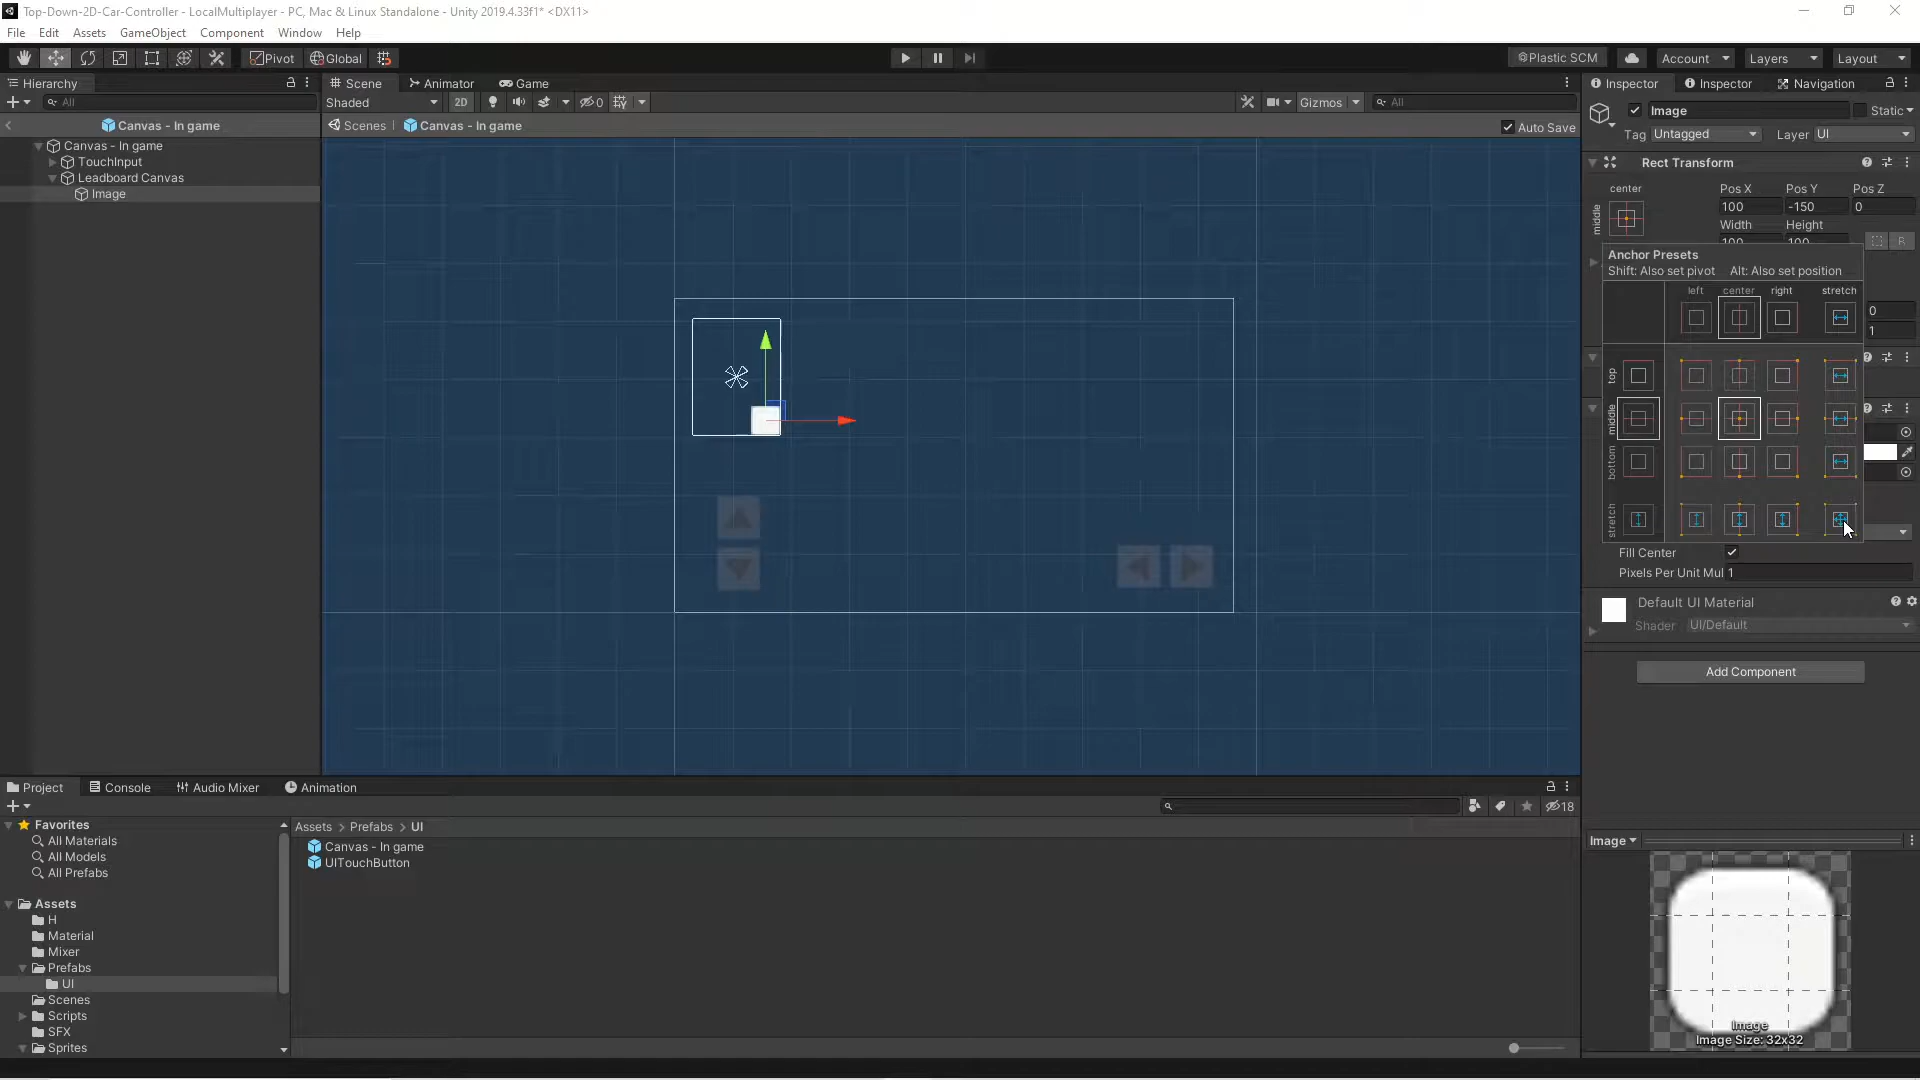 Top-Down-2D-Car-Controller - LocalMultiplayer - PC, Mac & Linux Standalone - Unity 2019.4.33f1* <DX11>
File Edit Assets GameObject Component Window Help
Pivot Global Plastic SCM Account Layers Layout
Hierarchy Scene Animator Game Inspector Inspector Navigation
All Shaded 2D 0 Gizmos All
Canvas - In game Scenes Canvas - In game Auto Save
Canvas - In game
TouchInput
Leadboard Canvas
Image
Image Static
Tag Untagged Layer UI
Rect Transform
center Pos X Pos Y Pos Z
middle 100 -150 0
Width Height
100 100 R
Anchor Presets
Shift: Also set pivot Alt: Also set position
left center right stretch
0
1
top
middle
bottom
stretch
Fill Center
Pixels Per Unit Mul 1
Default UI Material
Shader UI/Default
Add Component
Project Console Audio Mixer Animation
18
Favorites
All Materials
All Models
All Prefabs
Assets
H
Material
Mixer
Prefabs
UI
Scenes
Scripts
SFX
Sprites
Assets > Prefabs > UI
Canvas - In game
UITouchButton
Image
Image
Image Size: 32x32